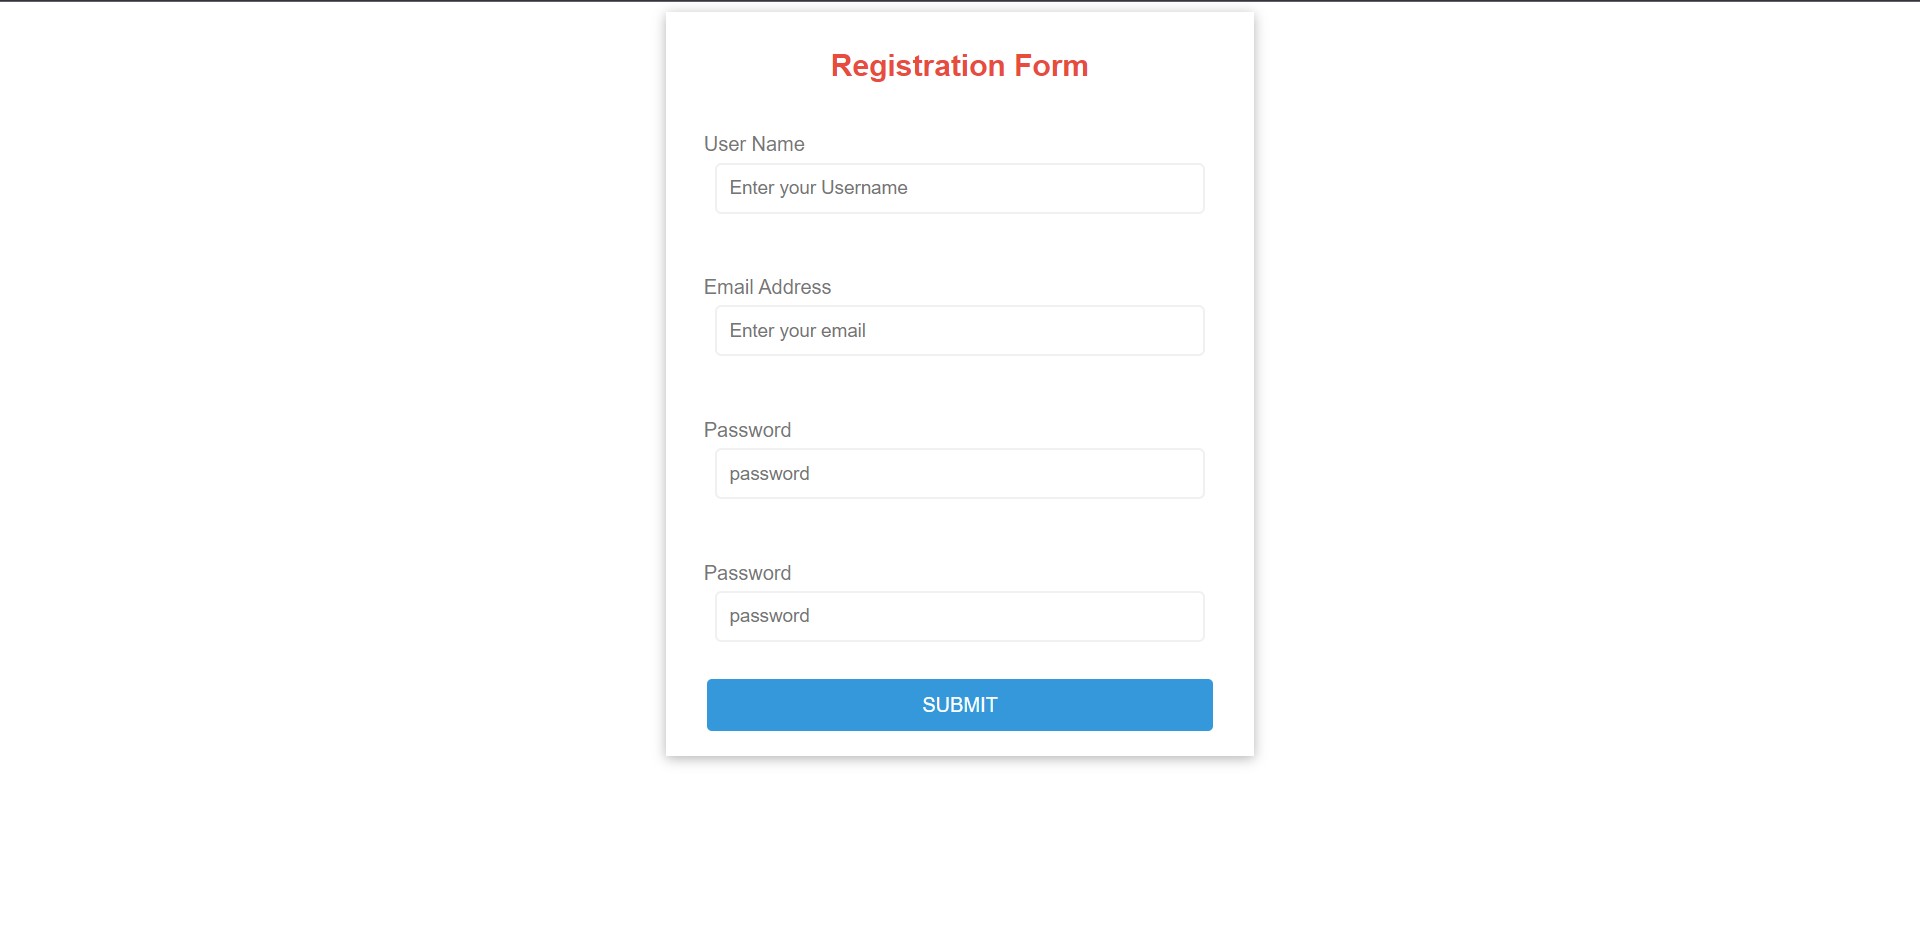 Registration Form
User Name
Enter your Username
Email Address
Enter your email
Password
password
Password
password
SUBMIT